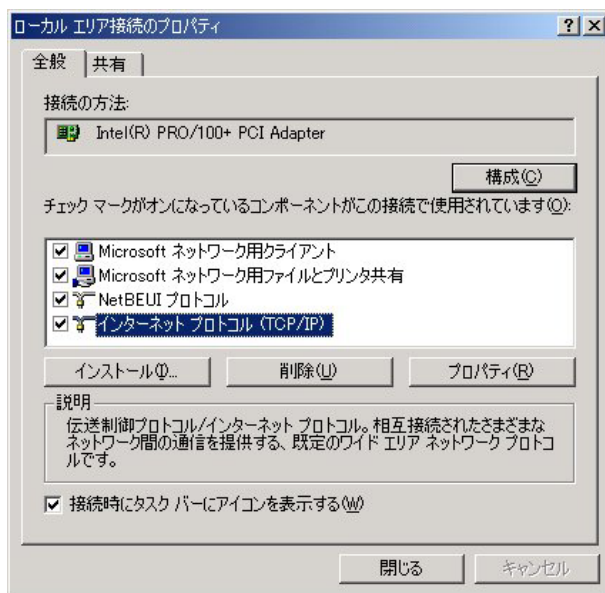 ローカル エリア接続のプロパティ
全般 共有
接続の方法:
Intel(R) PRO/100+ PCI Adapter
構成(C)
チェック マークがオンになっているコンポーネントがこの接続で使用されています(O):
Microsoft ネットワーク用クライアント
Microsoft ネットワーク用ファイルとプリンタ共有
NetBEUI プロトコル
インターネット プロトコル (TCP/IP)
インストール(I)... 削除(U) プロパティ(R)
説明
伝送制御プロトコル/インターネット プロトコル。相互接続されたさまざまな
ネットワーク間の通信を提供する、既定のワイド エリア ネットワーク プロトコ
ルです。
接続時にタスク バーにアイコンを表示する(W)
閉じる キャンセル